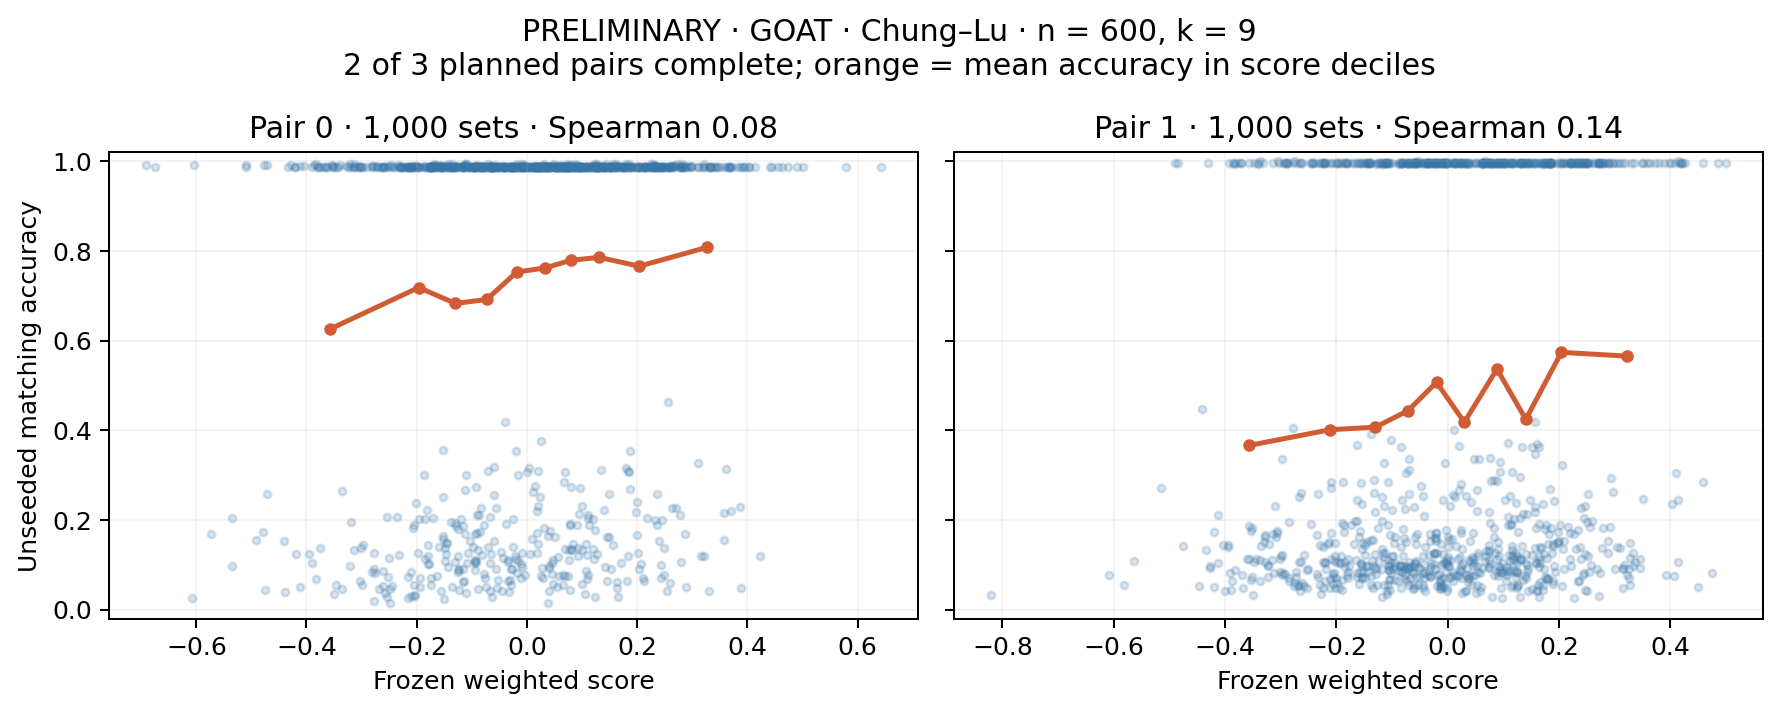 PRELIMINARY · GOAT · Chung–Lu · n = 600, k = 9
2 of 3 planned pairs complete; orange = mean accuracy in score deciles
Pair 0 · 1,000 sets · Spearman 0.08
Unseeded matching accuracy
1.0
0.8
0.6
0.4
0.2
0.0
−0.6 −0.4 −0.2 0.0 0.2 0.4 0.6
Frozen weighted score
Pair 1 · 1,000 sets · Spearman 0.14
−0.8 −0.6 −0.4 −0.2 0.0 0.2 0.4
Frozen weighted score